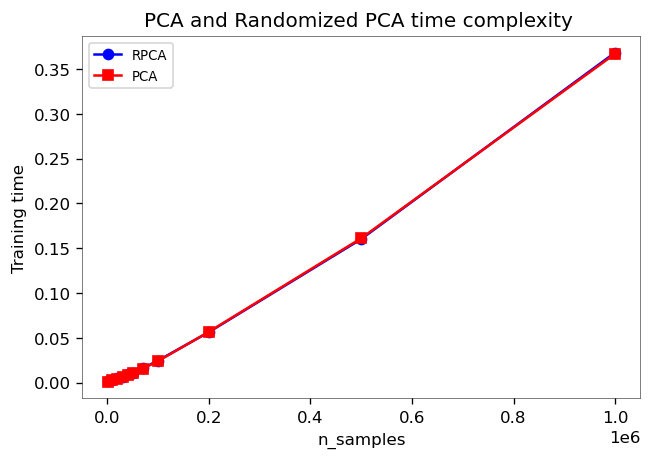 PCA and Randomized PCA time complexity
RPCA
PCA
Training time
0.35
0.30
0.25
0.20
0.15
0.10
0.05
0.00
0.0 0.2 0.4 0.6 0.8 1.0
1e6
n_samples